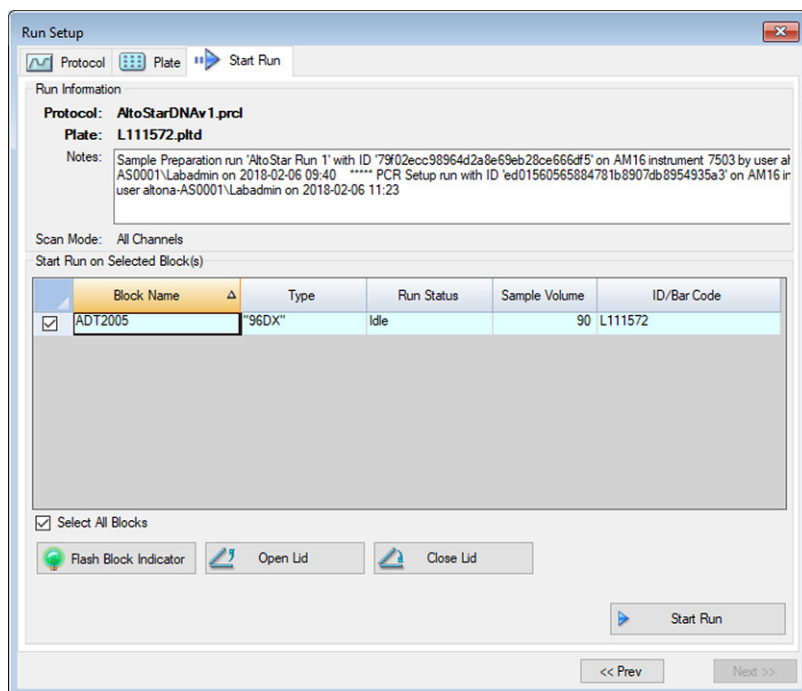 Run Setup
Protocol Plate Start Run
Run Information
Protocol: AltoStarDNAv1.prcl
Plate: L111572.pltd
Notes: Sample Preparation run 'AltoStar Run 1' with ID '79f02ecc98964d2a8e69eb28ce666df5' on AM16 instrument 7503 by user al
AS0001\Labadmin on 2018-02-06 09:40 ***** PCR Setup run with ID 'ed01560565884781b8907db8954935a3' on AM16 in
user altona-AS0001\Labadmin on 2018-02-06 11:23
Scan Mode: All Channels
Start Run on Selected Block(s)
Block Name Type Run Status Sample Volume ID/Bar Code
ADT2005 "96DX" Idle 90 L111572
Select All Blocks
Flash Block Indicator Open Lid Close Lid
Start Run
<< Prev Next >>